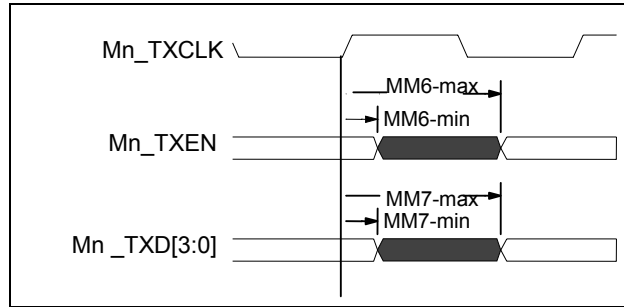 Mn_TXCLK
MM6-max
MM6-min
Mn_TXEN
MM7-max
MM7-min
Mn _TXD[3:0]